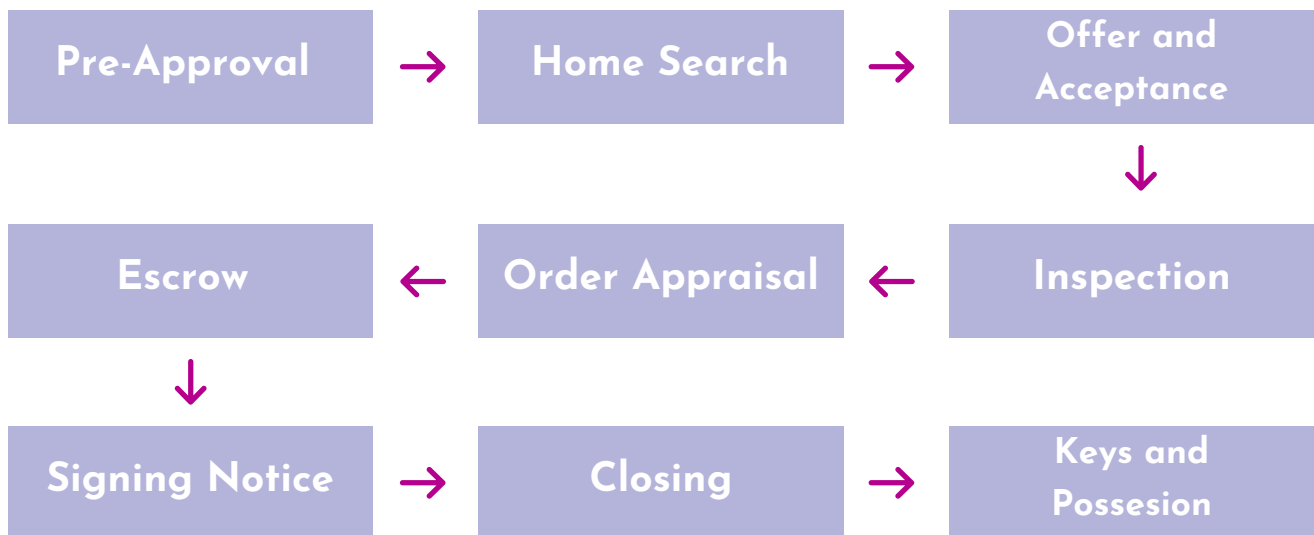 Pre-Approval
Home Search
Offer and
Acceptance
Inspection
Order Appraisal
Escrow
Signing Notice
Closing
Keys and
Possesion